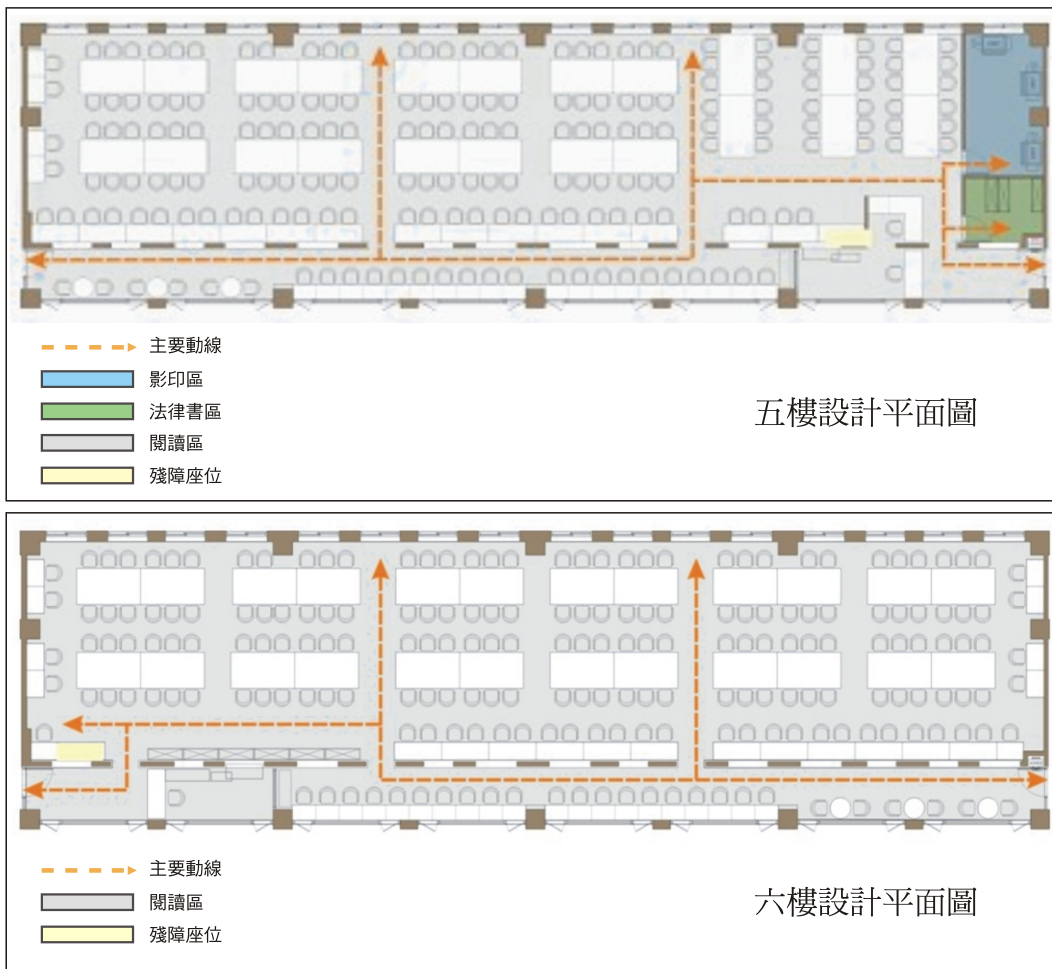 主要動線
影印區
法律書區
閱讀區
殘障座位
五樓設計平面圖
主要動線
閱讀區
殘障座位
六樓設計平面圖